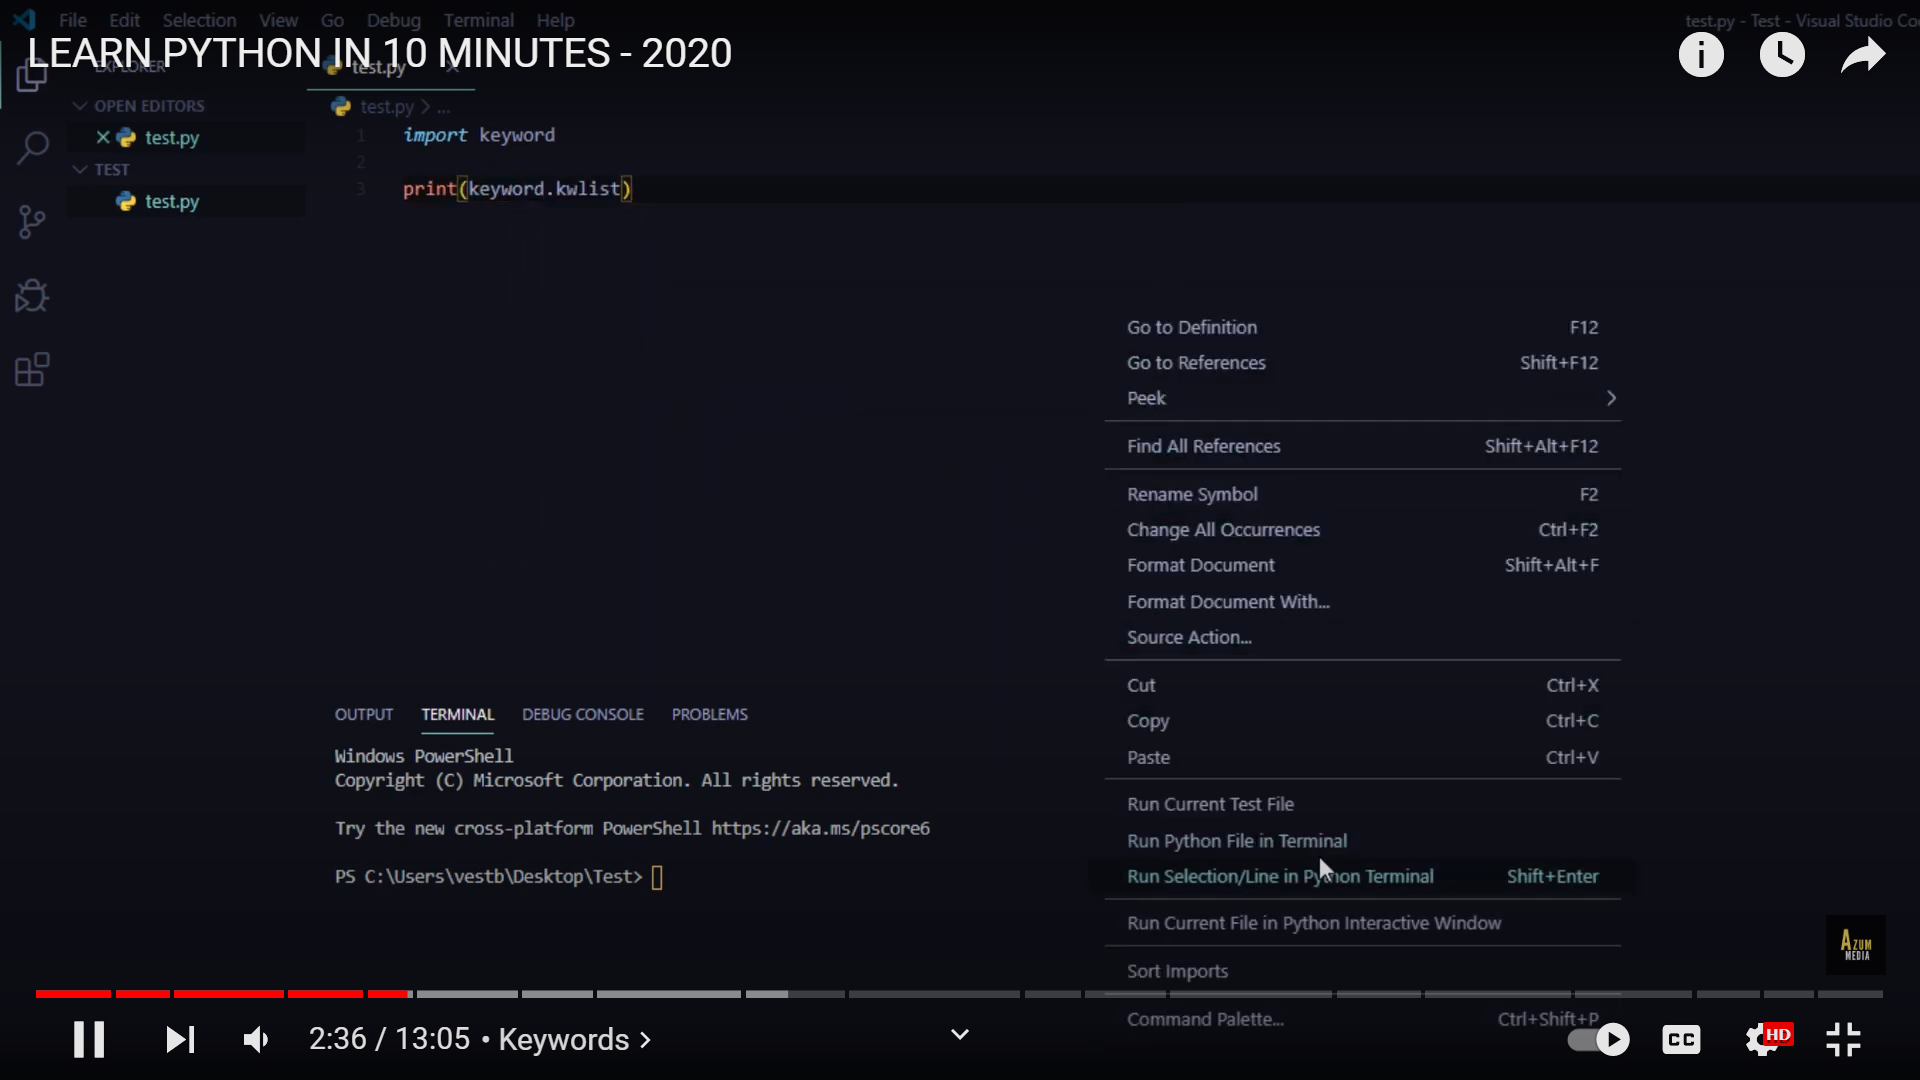 File Edit Selection View Go Debug Terminal Help
test.py - Test - Visual Studio Co
LEARN PYTHON IN 10 MINUTES - 2020
EXPLORER
test.py
OPEN EDITORS
test.py
TEST
test.py
test.py > ...
1 import keyword
2
3 print(keyword.kwlist)
Go to Definition F12
Go to References Shift+F12
Peek
Find All References Shift+Alt+F12
Rename Symbol F2
Change All Occurrences Ctrl+F2
Format Document Shift+Alt+F
Format Document With...
Source Action...
Cut Ctrl+X
Copy Ctrl+C
Paste Ctrl+V
Run Current Test File
Run Python File in Terminal
Run Selection/Line in Python Terminal Shift+Enter
Run Current File in Python Interactive Window
Sort Imports
Command Palette... Ctrl+Shift+P
OUTPUT TERMINAL DEBUG CONSOLE PROBLEMS
Windows PowerShell
Copyright (C) Microsoft Corporation. All rights reserved.
Try the new cross-platform PowerShell https://aka.ms/pscore6
PS C:\Users\vestb\Desktop\Test>
AZUM
MEDIA
2:36 / 13:05 • Keywords >
CC
HD